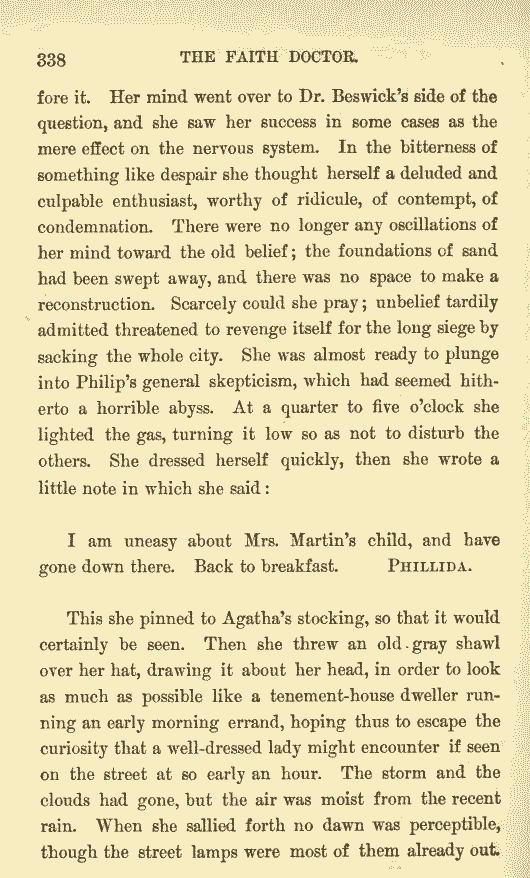 338 THE FAITH DOCTOR.
fore it. Her mind went over to Dr. Beswick's side of the
question, and she saw her success in some cases as the
mere effect on the nervous system. In the bitterness of
something like despair she thought herself a deluded and
culpable enthusiast, worthy of ridicule, of contempt, of
condemnation. There were no longer any oscillations of
her mind toward the old belief; the foundations of sand
had been swept away, and there was no space to make a
reconstruction. Scarcely could she pray; unbelief tardily
admitted threatened to revenge itself for the long siege by
sacking the whole city. She was almost ready to plunge
into Philip's general skepticism, which had seemed hith-
erto a horrible abyss. At a quarter to five o'clock she
lighted the gas, turning it low so as not to disturb the
others. She dressed herself quickly, then she wrote a
little note in which she said:
I am uneasy about Mrs. Martin's child, and have
gone down there. Back to breakfast. PHILLIDA.
This she pinned to Agatha's stocking, so that it would
certainly be seen. Then she threw an old gray shawl
over her hat, drawing it about her head, in order to look
as much as possible like a tenement-house dweller run-
ning an early morning errand, hoping thus to escape the
curiosity that a well-dressed lady might encounter if seen
on the street at so early an hour. The storm and the
clouds had gone, but the air was moist from the recent
rain. When she sallied forth no dawn was perceptible,
though the street lamps were most of them already out.